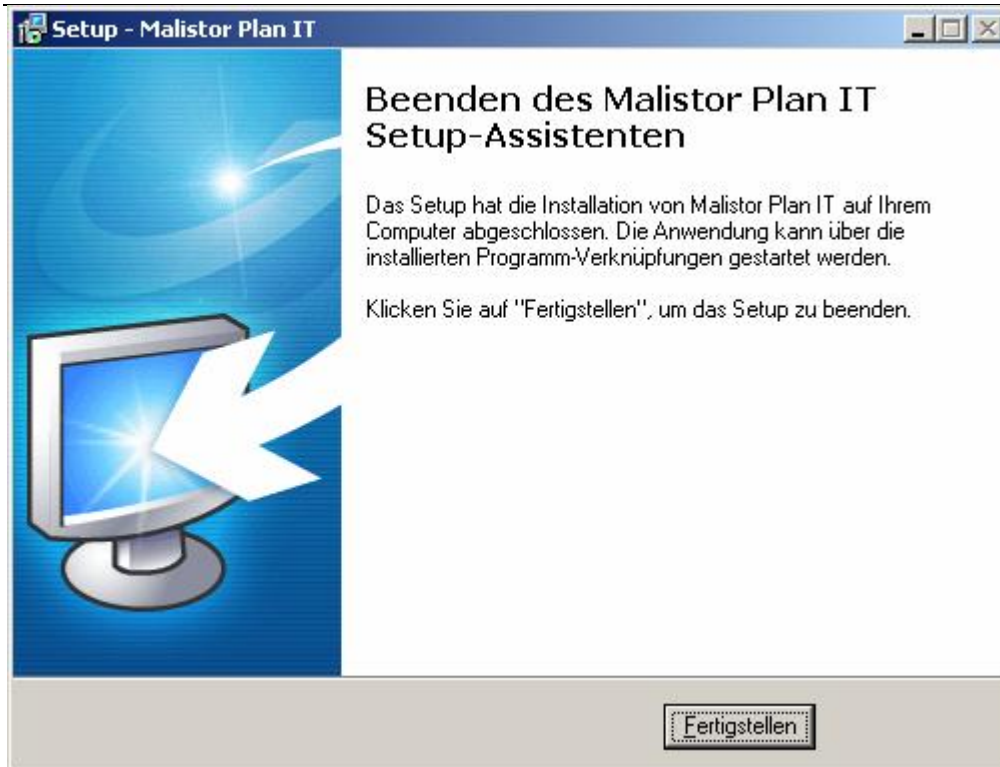 Setup - Malistor Plan IT
Beenden des Malistor Plan IT
Setup-Assistenten
Das Setup hat die Installation von Malistor Plan IT auf Ihrem
Computer abgeschlossen. Die Anwendung kann über die
installierten Programm-Verknüpfungen gestartet werden.
Klicken Sie auf "Fertigstellen", um das Setup zu beenden.
Fertigstellen